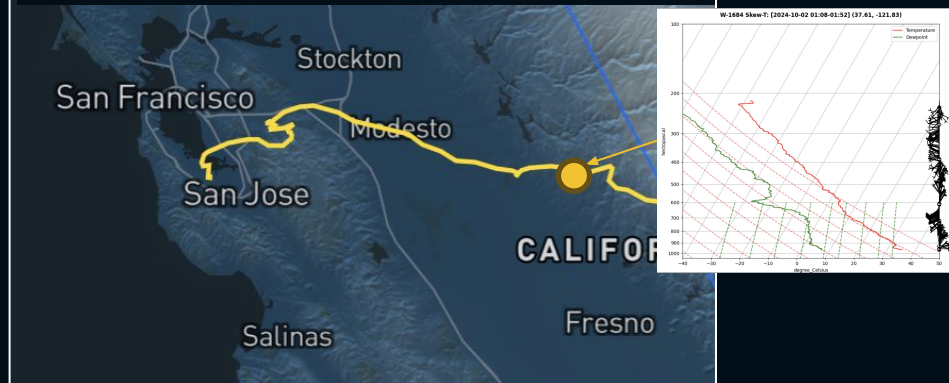 Stockton
San Francisco
Modesto
San Jose
CALIFOR
Fresno
Salinas
W-1684 Skew-T: [2024-10-02 01:08-01:52] (37.61, -121.83)
Temperature
Dewpoint
100
200
300
400
500
600
700
800
900
1000
hectopascal
−40 −30 −20 −10 0 10 20 30 40 50
degree_Celsius